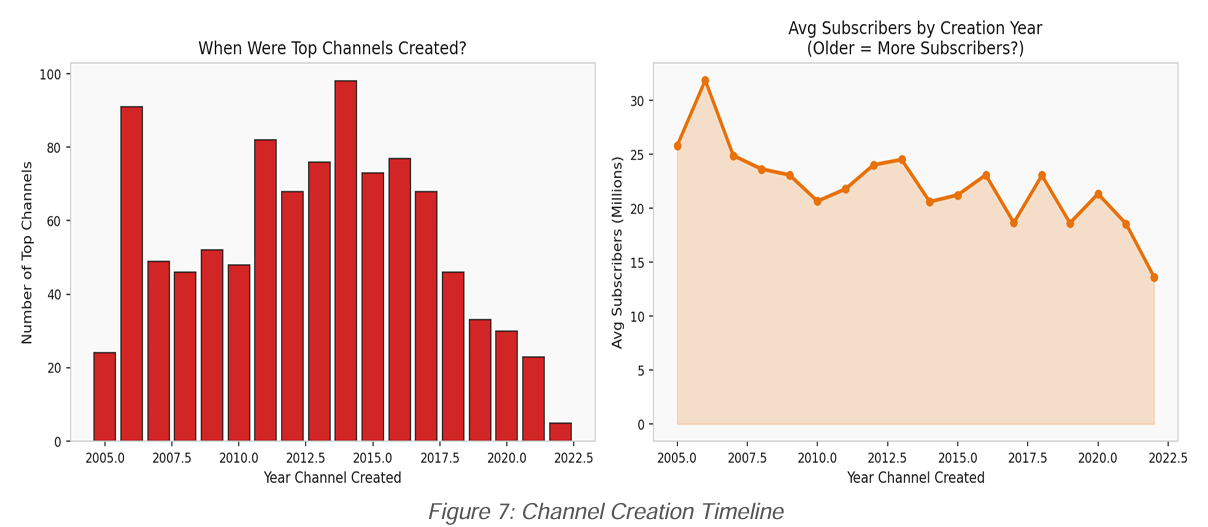 When Were Top Channels Created?
100
80
60
40
20
0
Number of Top Channels
2005.0 2007.5 2010.0 2012.5 2015.0 2017.5 2020.0 2022.5
Year Channel Created
Avg Subscribers by Creation Year
(Older = More Subscribers?)
30
25
20
15
10
5
0
Avg Subscribers (Millions)
2005.0 2007.5 2010.0 2012.5 2015.0 2017.5 2020.0 2022.5
Year Channel Created
Figure 7: Channel Creation Timeline